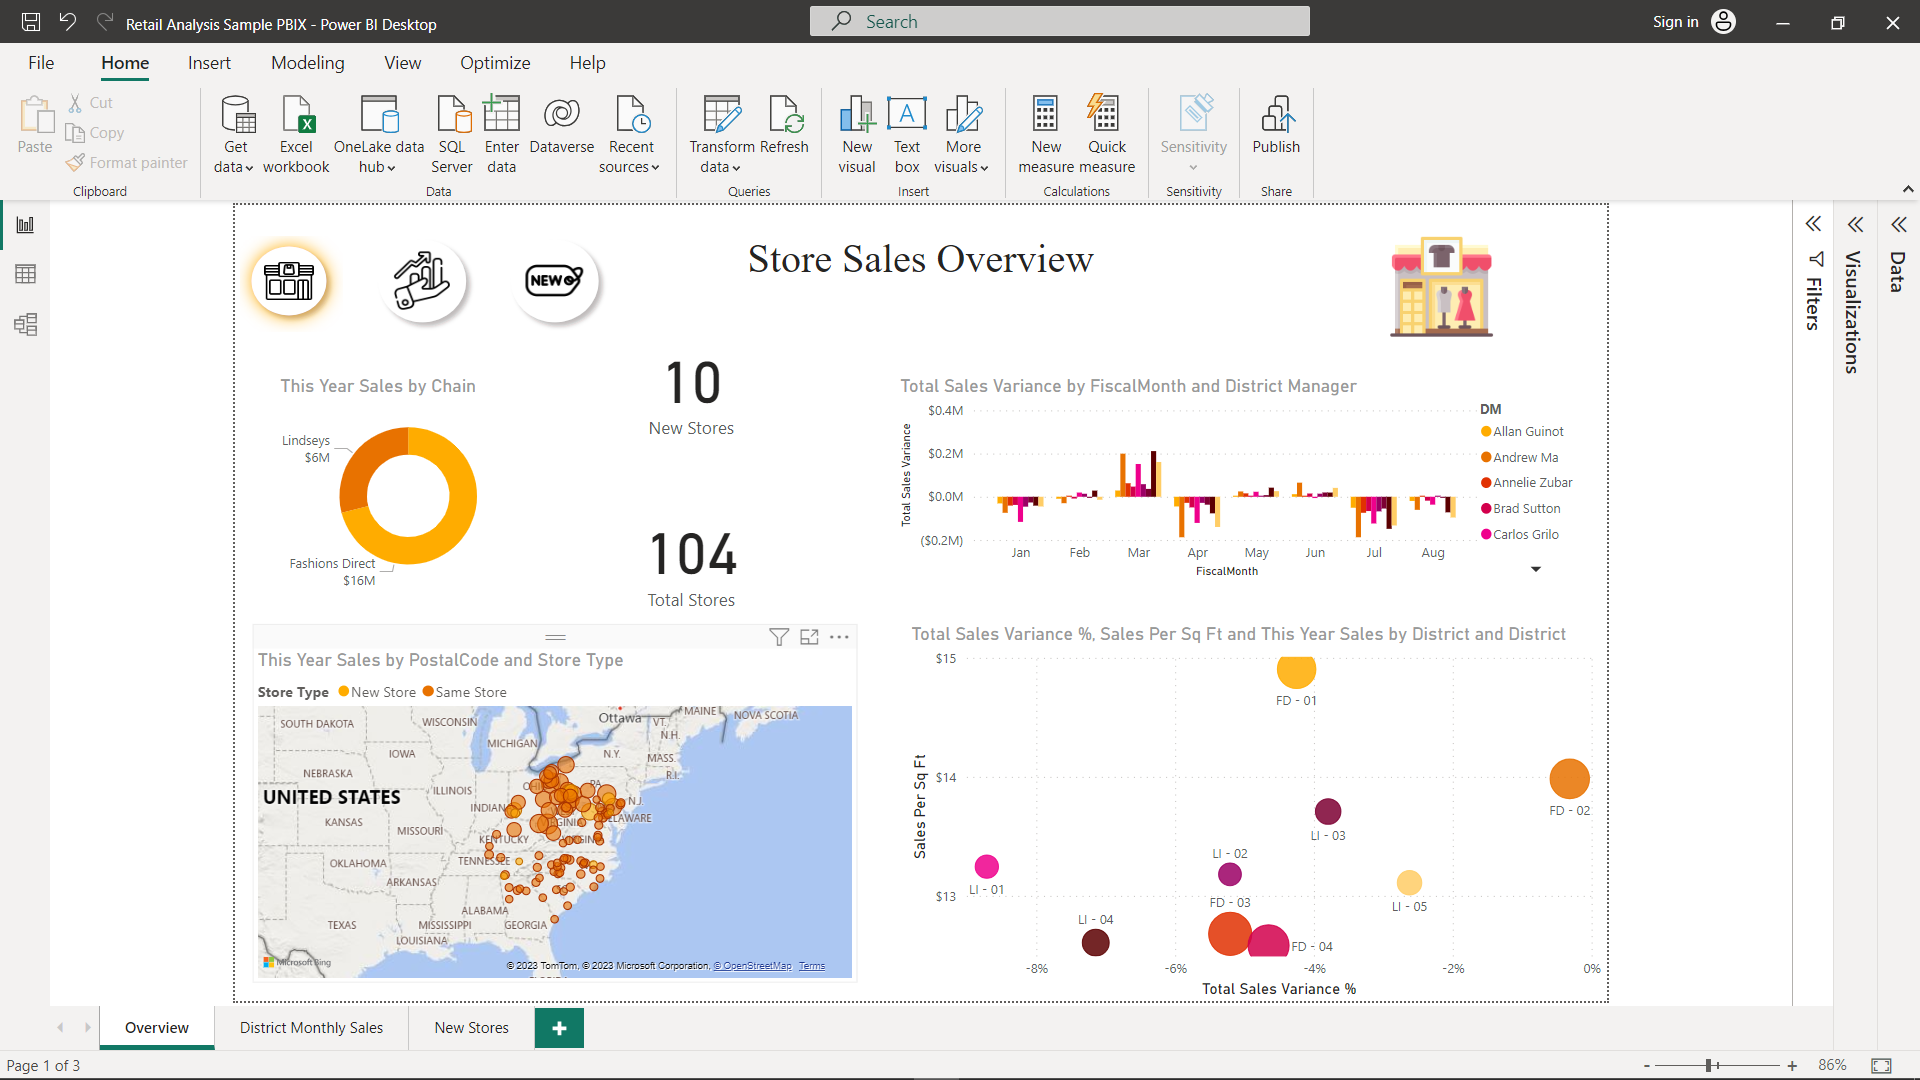 Retail Analysis Sample PBIX - Power BI Desktop
Search
Sign in
File Home Insert Modeling View Optimize Help
Paste
Cut
Copy
Format painter
Clipboard
Get data
Excel workbook
OneLake data hub
SQL Server
Enter data
Dataverse
Recent sources
Data
Transform data
Refresh
Queries
New visual
Text box
More visuals
Insert
New measure
Quick measure
Calculations
Sensitivity
Sensitivity
Publish
Share
NEW
Store Sales Overview
Filters
Visualizations
Data
This Year Sales by Chain
Lindseys
$6M
Fashions Direct
$16M
10
New Stores
104
Total Stores
Total Sales Variance by FiscalMonth and District Manager
Total Sales Variance
$0.4M
$0.2M
$0.0M
($0.2M)
Jan Feb Mar Apr May Jun Jul Aug
FiscalMonth
DM
Allan Guinot
Andrew Ma
Annelie Zubar
Brad Sutton
Carlos Grilo
This Year Sales by PostalCode and Store Type
Store Type New Store Same Store
Ottawa
MAINE
NOVA SCOTIA
SOUTH DAKOTA
WISCONSIN
VT.
N.H.
MICHIGAN
IOWA
N.Y.
MASS.
NEBRASKA
R.I.
PA.
ILLINOIS
UNITED STATES
N.J.
KANSAS
MISSOURI
KENTUCKY
OKLAHOMA
TENNESSEE
ARKANSAS
ALABAMA
TEXAS
MISSISSIPPI
GEORGIA
LOUISIANA
Microsoft Bing
© 2023 TomTom, © 2023 Microsoft Corporation, © OpenStreetMap Terms
Total Sales Variance %, Sales Per Sq Ft and This Year Sales by District and District
Sales Per Sq Ft
$15
$14
$13
FD - 01
FD - 02
LI - 03
LI - 02
LI - 01
FD - 03
LI - 05
LI - 04
FD - 04
-8% -6% -4% -2% 0%
Total Sales Variance %
Overview District Monthly Sales New Stores
Page 1 of 3
86%